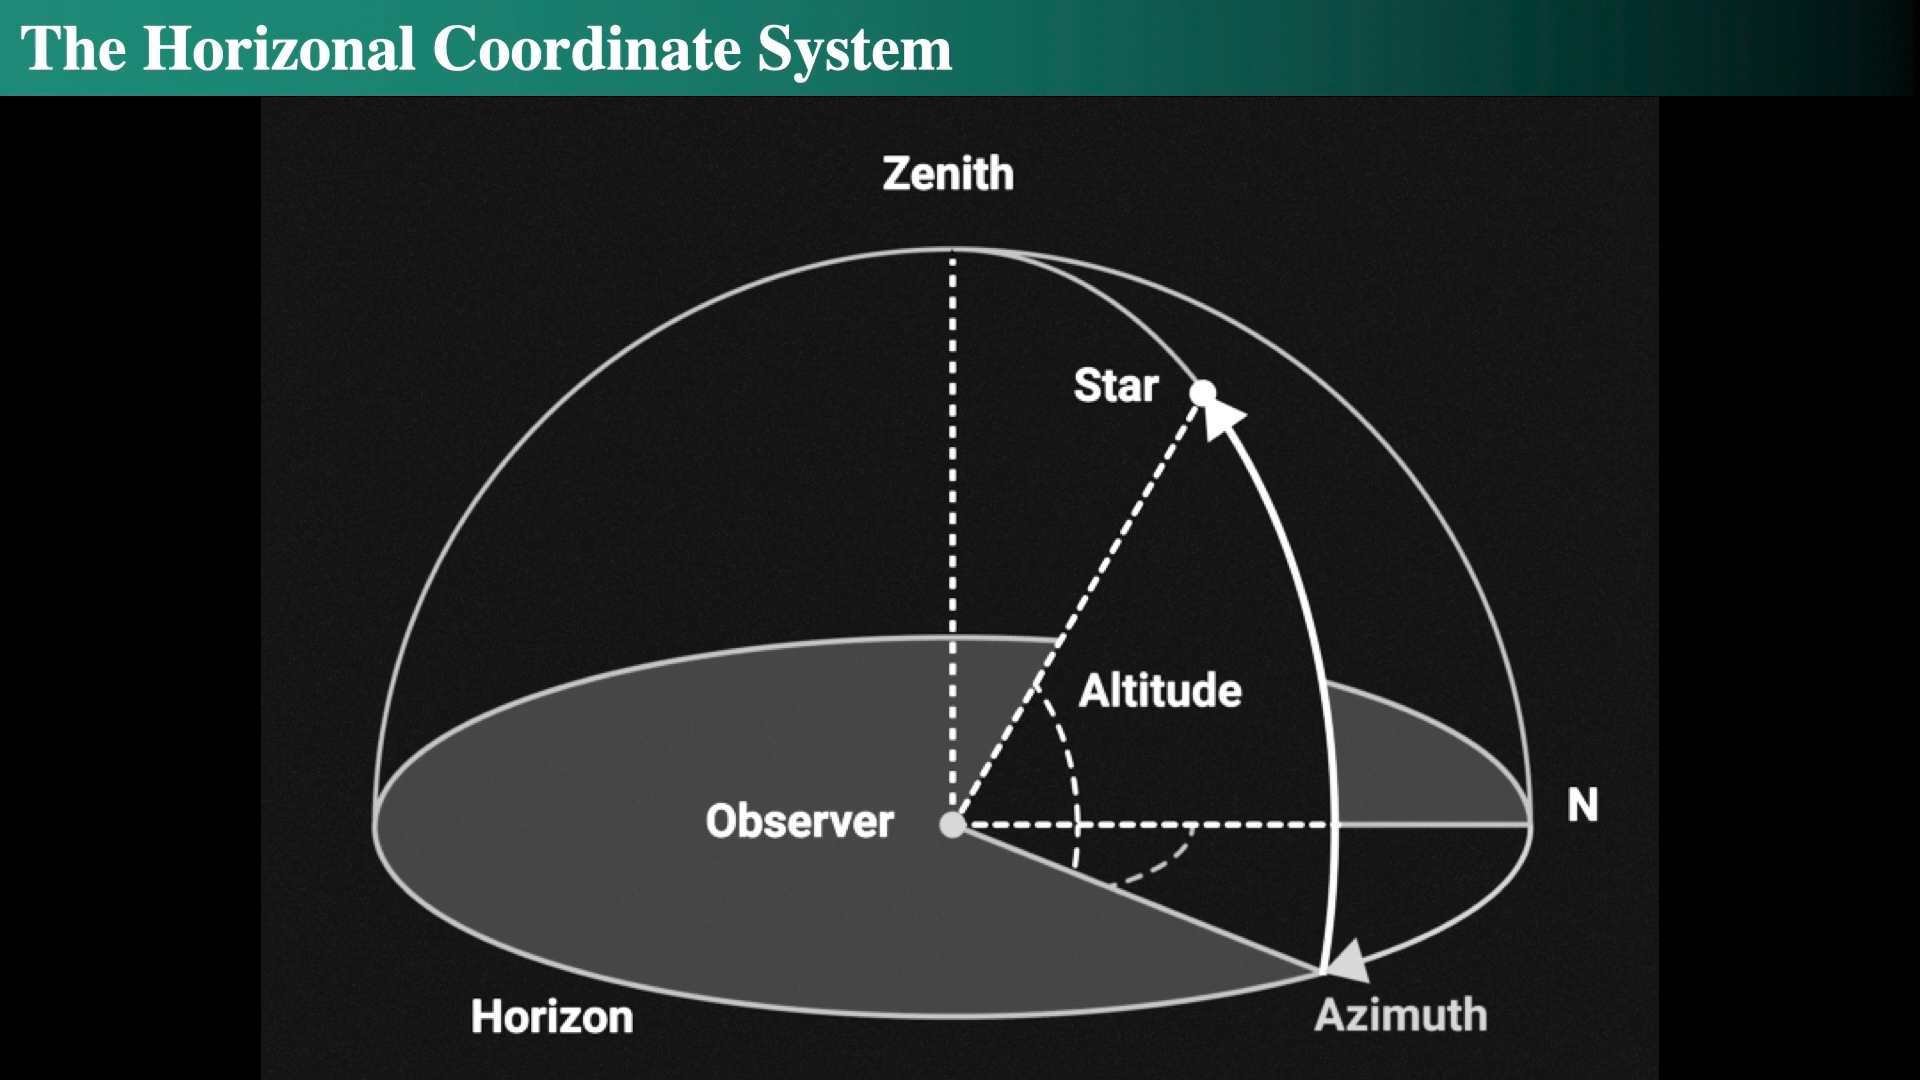 The Horizonal Coordinate System
Zenith
Star
Altitude
Observer
N
Horizon
Azimuth